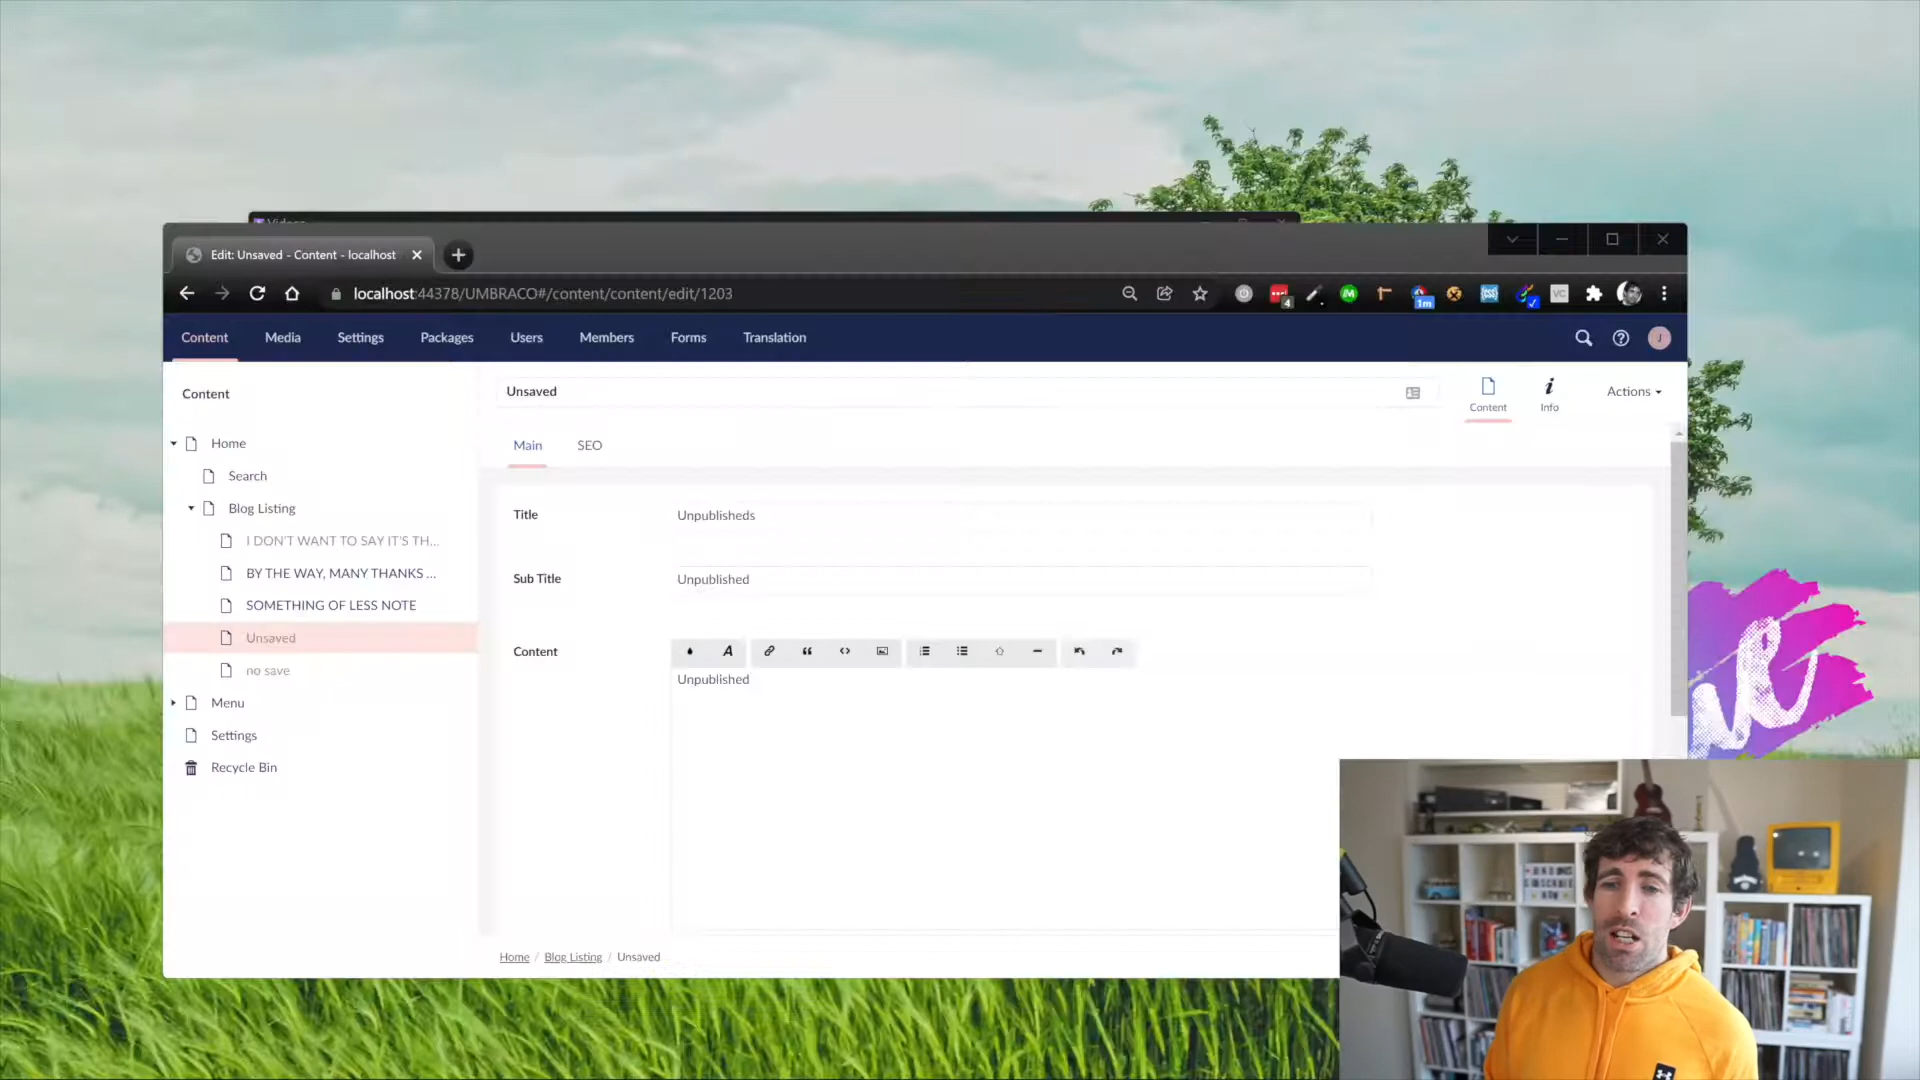 Edit: Unsaved - Content - localhost
localhost:44378/UMBRACO#/content/content/edit/1203
4
1m
VC
Content Media Settings Packages Users Members Forms Translation
J
Content
Home
Search
Blog Listing
I DON'T WANT TO SAY IT'S TH...
BY THE WAY, MANY THANKS ...
SOMETHING OF LESS NOTE
Unsaved
no save
Menu
Settings
Recycle Bin
Unsaved
Content
Info
Actions
Main SEO
Title
Unpublisheds
Sub Title
Unpublished
Content
Unpublished
Home / Blog Listing / Unsaved